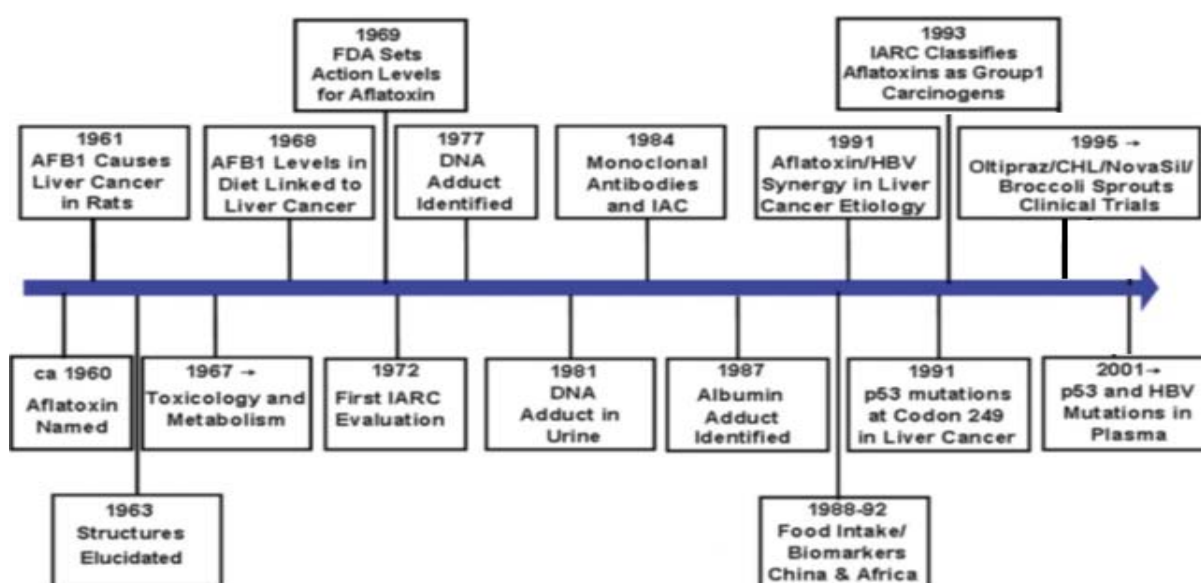 1969
FDA Sets
Action Levels
for Aflatoxin
1993
IARC Classifies
Aflatoxins as Group1
Carcinogens
1961
AFB1 Causes
Liver Cancer
in Rats
1968
AFB1 Levels in
Diet Linked to
Liver Cancer
1977
DNA
Adduct
Identified
1984
Monoclonal
Antibodies
and IAC
1991
Aflatoxin/HBV
Synergy in Liver
Cancer Etiology
1995 →
Oltipraz/CHL/NovaSil/
Broccoli Sprouts
Clinical Trials
ca 1960
Aflatoxin
Named
1967 →
Toxicology and
Metabolism
1972
First IARC
Evaluation
1981
DNA
Adduct in
Urine
1987
Albumin
Adduct
Identified
1991
p53 mutations
at Codon 249
in Liver Cancer
2001→
p53 and HBV
Mutations in
Plasma
1963
Structures
Elucidated
1988-92
Food Intake/
Biomarkers
China & Africa